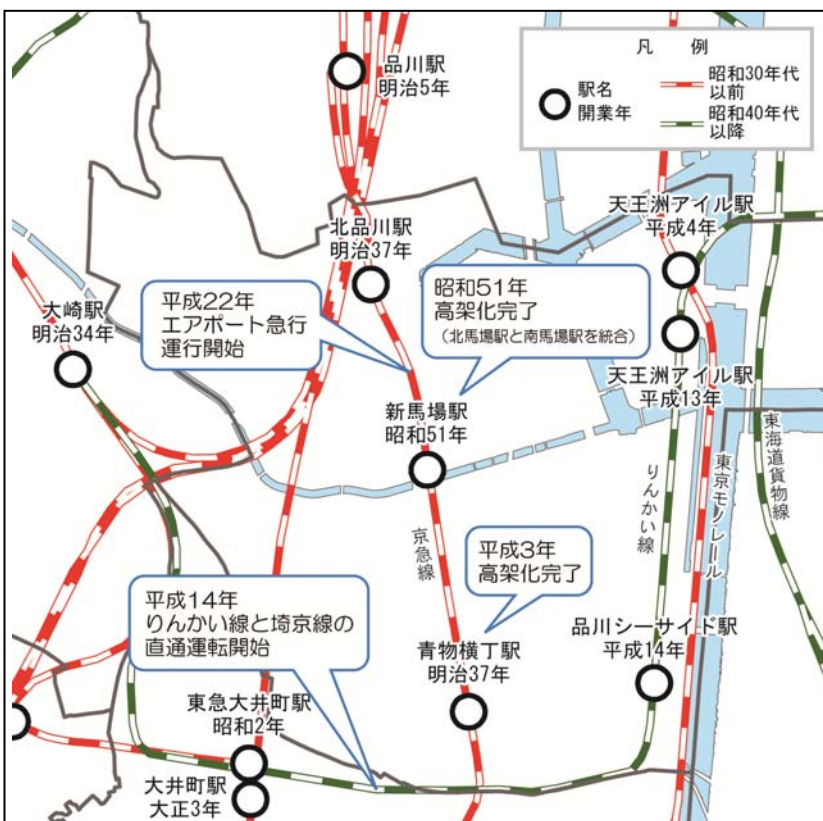 凡 例
駅名
開業年
昭和30年代
以前
昭和40年代
以降
品川駅
明治5年
北品川駅
明治37年
天王洲アイル駅
平成4年
大崎駅
明治34年
平成22年
エアポート急行
運行開始
昭和51年
高架化完了
(北馬場駅と南馬場駅を統合)
天王洲アイル駅
平成13年
新馬場駅
昭和51年
京急線
りんかい線
東京モノレール
東海道貨物線
平成3年
高架化完了
平成14年
りんかい線と埼京線の
直通運転開始
青物横丁駅
明治37年
品川シーサイド駅
平成14年
東急大井町駅
昭和2年
大井町駅
大正3年